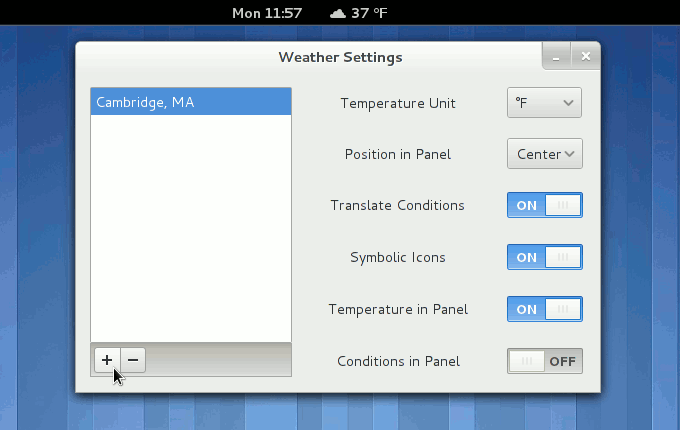 Mon 11:57 37 °F
Weather Settings
Cambridge, MA
Temperature Unit °F
Position in Panel Center
Translate Conditions ON
Symbolic Icons ON
Temperature in Panel ON
Conditions in Panel OFF